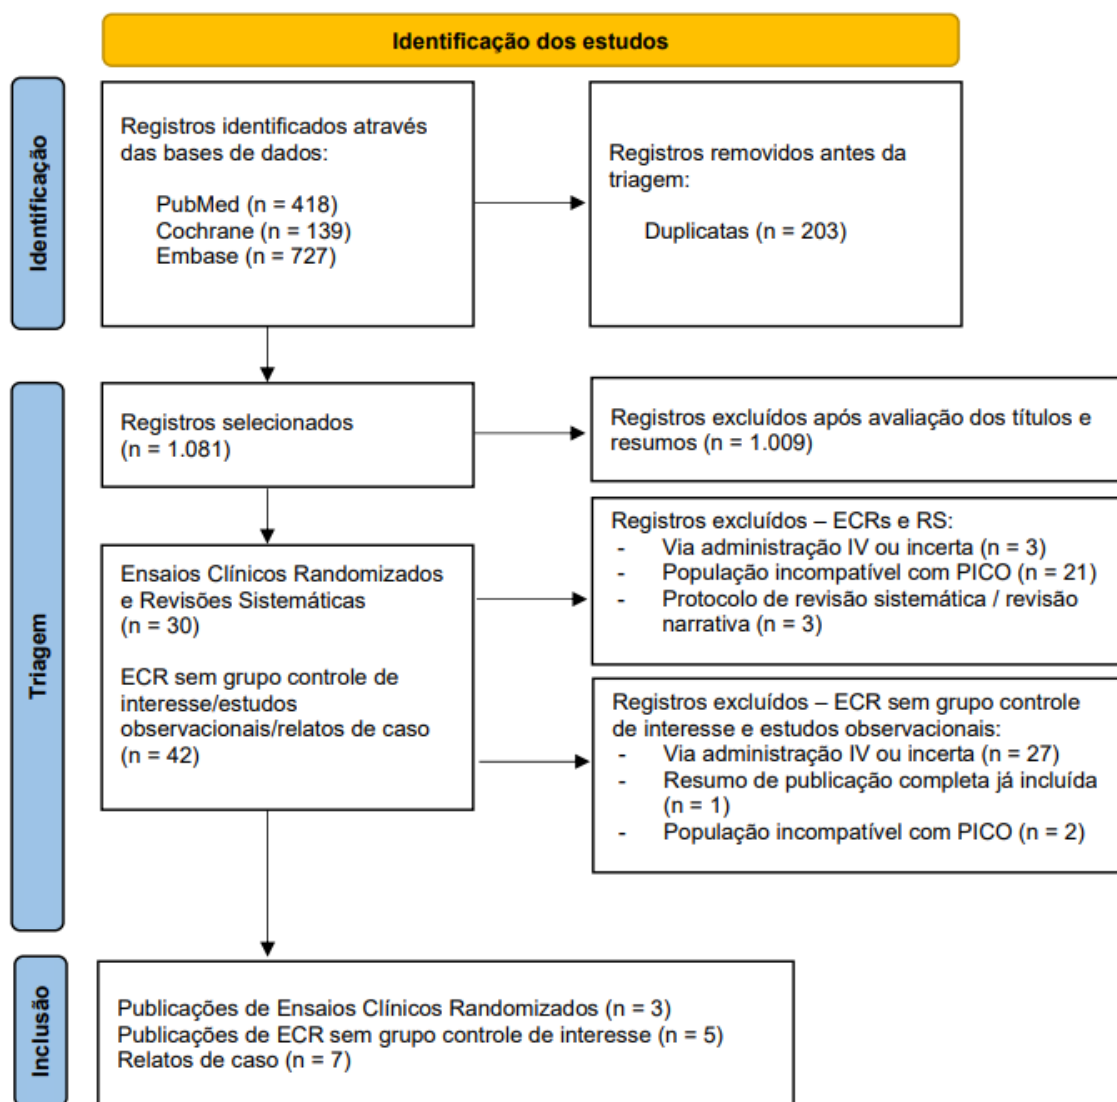 Identificação dos estudos
Identificação
Registros identificados através
das bases de dados:
PubMed (n = 418)
Cochrane (n = 139)
Embase (n = 727)
Registros removidos antes da
triagem:
Duplicatas (n = 203)
Triagem
Registros selecionados
(n = 1.081)
Registros excluídos após avaliação dos títulos e
resumos (n = 1.009)
Ensaios Clínicos Randomizados
e Revisões Sistemáticas
(n = 30)
ECR sem grupo controle de
interesse/estudos
observacionais/relatos de caso
(n = 42)
Registros excluídos – ECRs e RS:
- Via administração IV ou incerta (n = 3)
- População incompatível com PICO (n = 21)
- Protocolo de revisão sistemática / revisão
narrativa (n = 3)
Registros excluídos – ECR sem grupo controle
de interesse e estudos observacionais:
- Via administração IV ou incerta (n = 27)
- Resumo de publicação completa já incluída
(n = 1)
- População incompatível com PICO (n = 2)
Inclusão
Publicações de Ensaios Clínicos Randomizados (n = 3)
Publicações de ECR sem grupo controle de interesse (n = 5)
Relatos de caso (n = 7)